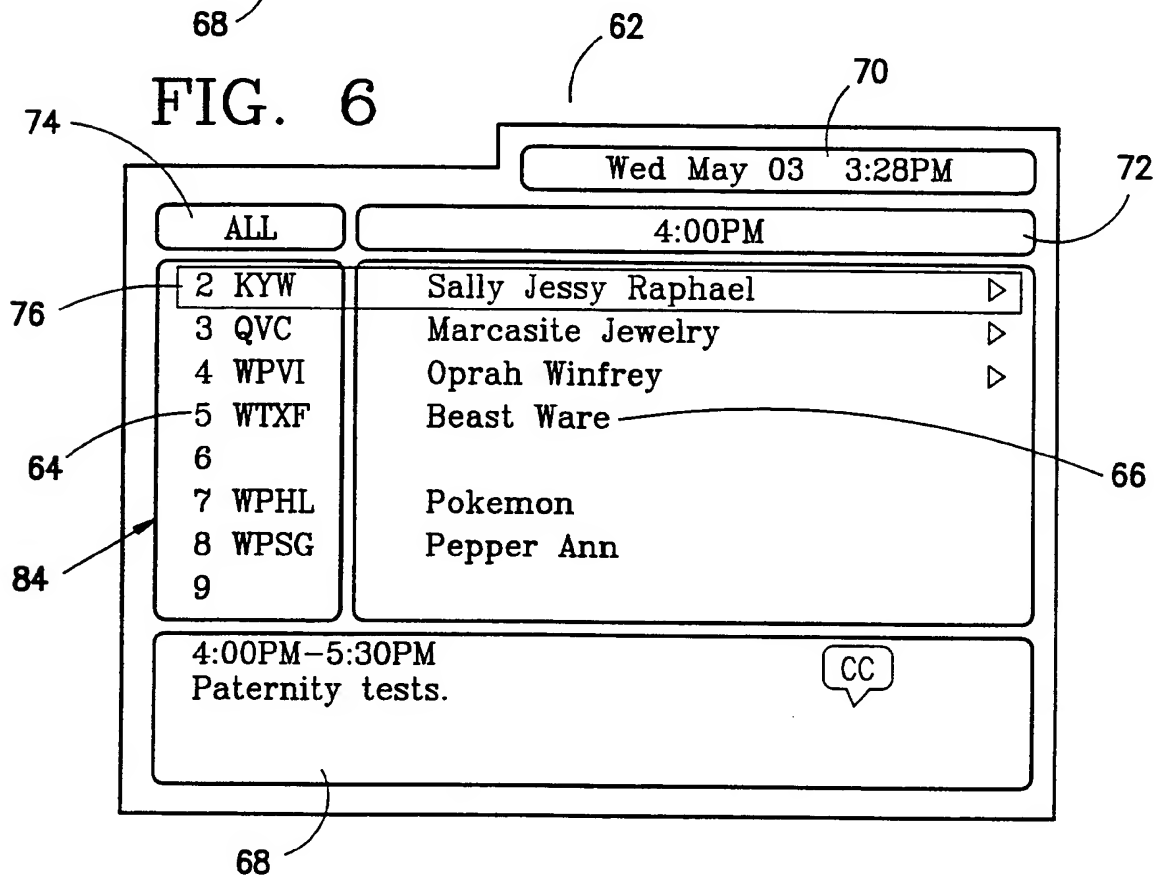 68
62
FIG. 6
70
74
Wed May 03 3:28PM
72
ALL 4:00PM
76
2 KYW Sally Jessy Raphael
3 QVC Marcasite Jewelry
4 WPVI Oprah Winfrey
5 WTXF Beast Ware
64
6
66
7 WPHL Pokemon
8 WPSG Pepper Ann
84
9
4:00PM–5:30PM CC
Paternity tests.
68